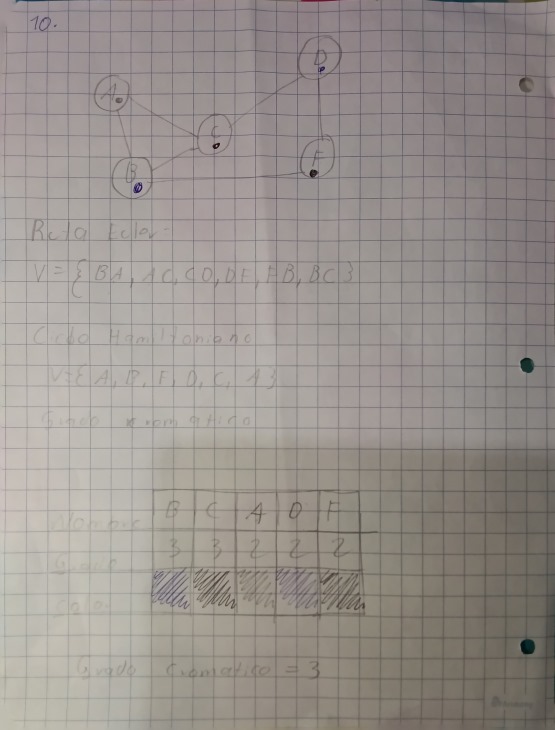 10.
D
A
C
F
B
Ruta Euler=
V={BA, AC, CD, DF, FB, BC}
Ciclo Hamiltoniano
V={A, B, F, D, C, A}
Grado cromatico
Nombre B C A D F
Grado 3 3 2 2 2
Color
Grado Cromatico = 3